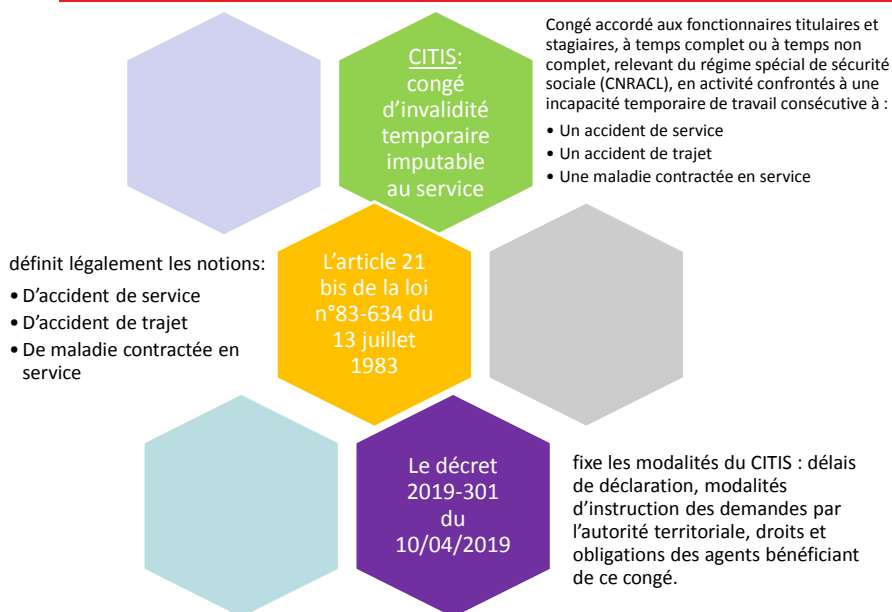 CITIS:
congé
d'invalidité
temporaire
imputable
au service
Congé accordé aux fonctionnaires titulaires et
stagiaires, à temps complet ou à temps non
complet, relevant du régime spécial de sécurité
sociale (CNRACL), en activité confrontés à une
incapacité temporaire de travail consécutive à :
• Un accident de service
• Un accident de trajet
• Une maladie contractée en service
définit légalement les notions:
• D'accident de service
• D'accident de trajet
• De maladie contractée en
service
L'article 21
bis de la loi
n°83-634 du
13 juillet
1983
Le décret
2019-301
du
10/04/2019
fixe les modalités du CITIS : délais
de déclaration, modalités
d'instruction des demandes par
l'autorité territoriale, droits et
obligations des agents bénéficiant
de ce congé.